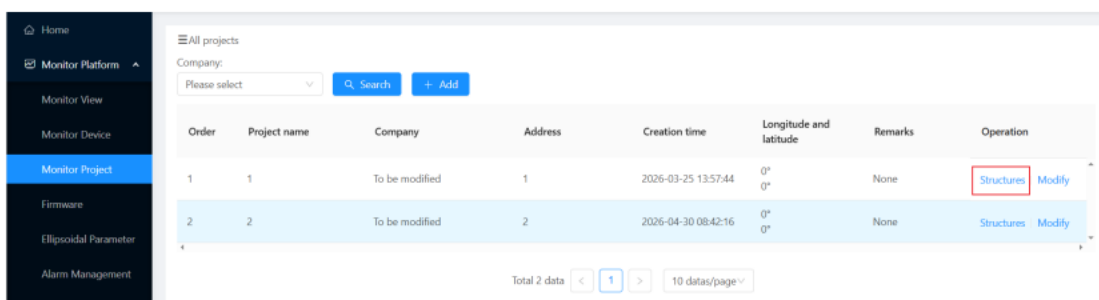 Home
Monitor Platform
Monitor View
Monitor Device
Monitor Project
Firmware
Ellipsoidal Parameter
Alarm Management
All projects
Company:
Please select Search + Add
Order Project name Company Address Creation time Longitude and latitude Remarks Operation
1 1 To be modified 1 2026-03-25 13:57:44 0° 0° None Structures Modify
2 2 To be modified 2 2026-04-30 08:42:16 0° 0° None Structures Modify
Total 2 data < 1 > 10 datas/page